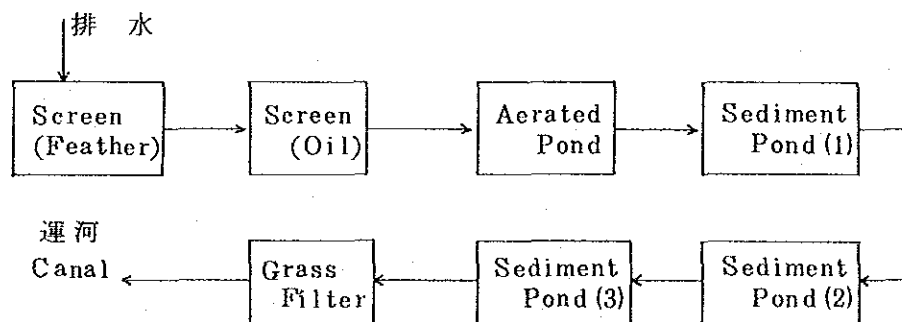 排 水
Screen
(Feather)
Screen
(Oil)
Aerated
Pond
Sediment
Pond (1)
運河
Canal
Grass
Filter
Sediment
Pond (3)
Sediment
Pond (2)